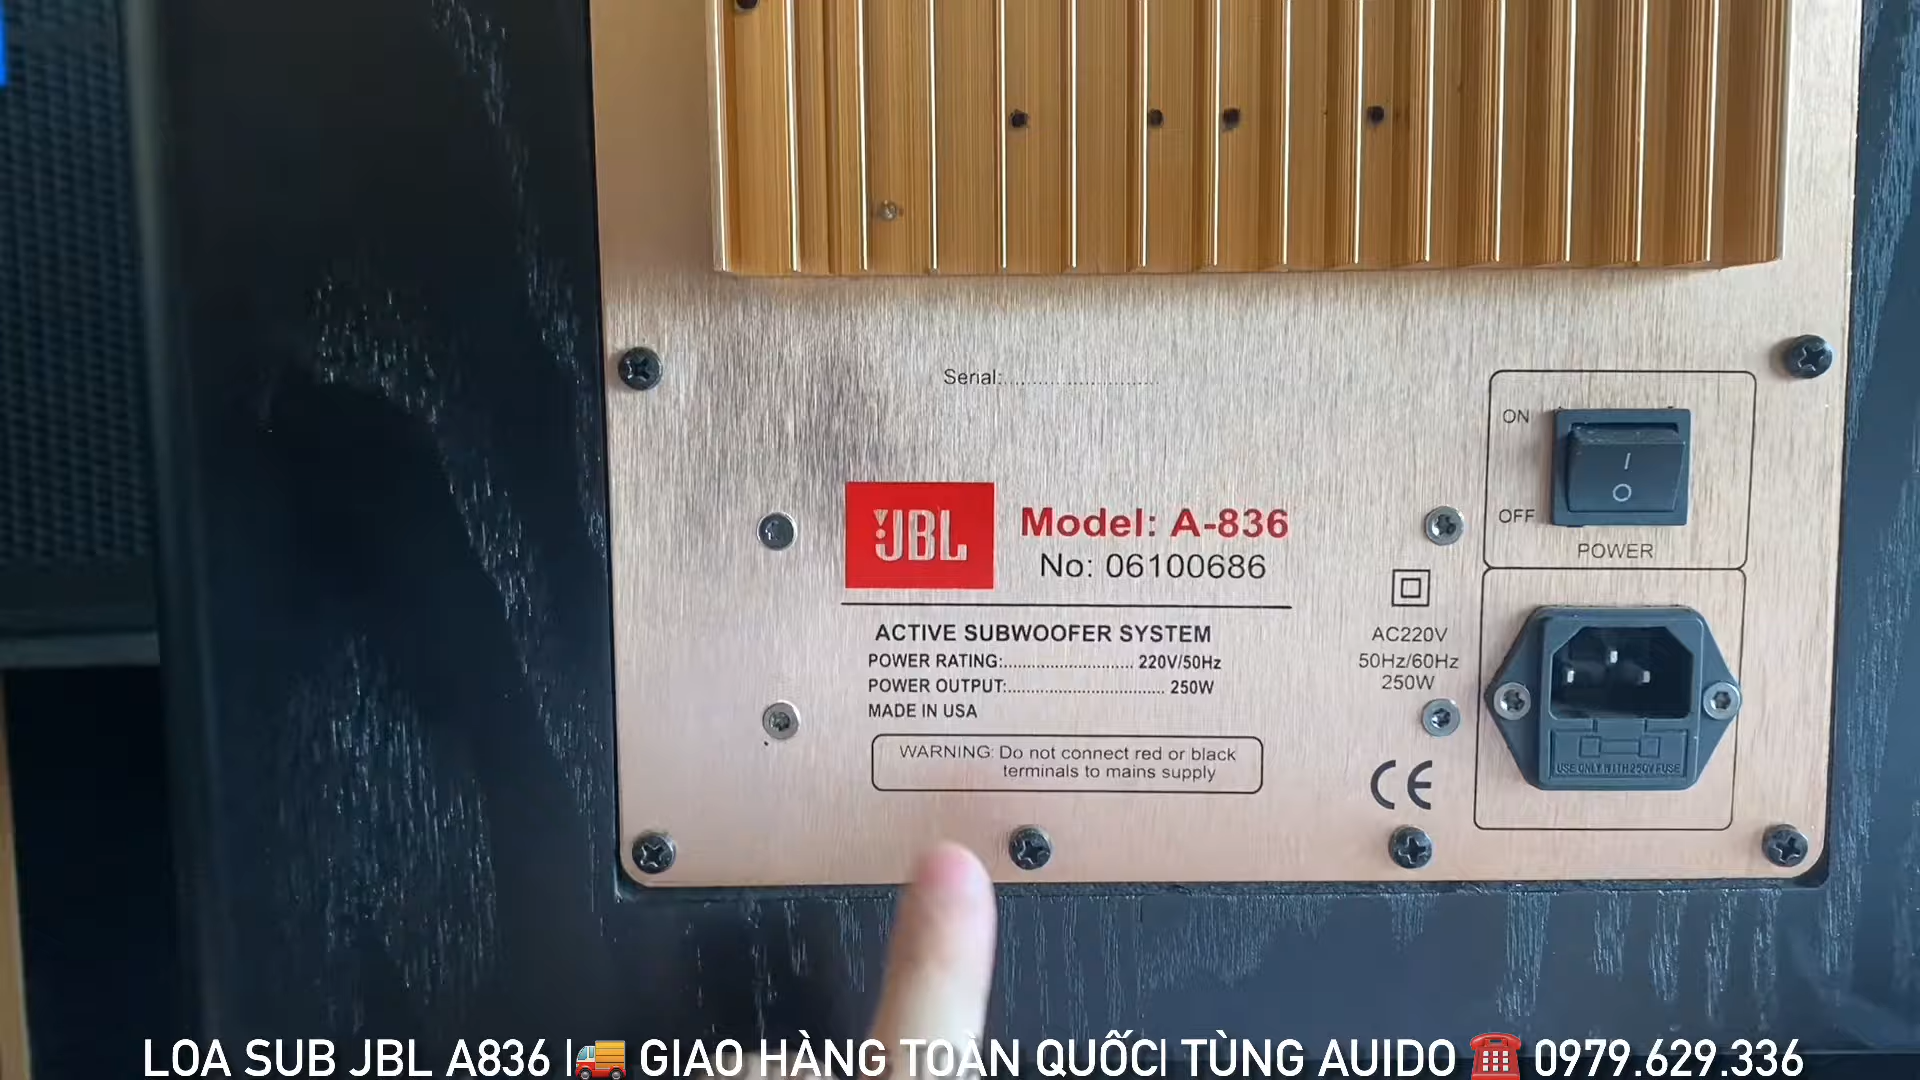 Serial:............................
ON
OFF
POWER
JBL
Model: A-836
No: 06100686
ACTIVE SUBWOOFER SYSTEM
POWER RATING:............................ 220V/50Hz
POWER OUTPUT:.................................. 250W
MADE IN USA
WARNING: Do not connect red or black
terminals to mains supply
AC220V
50Hz/60Hz
250W
CE
USE ONLY WITH 250V FUSE
LOA SUB JBL A836 |🚚 GIAO HÀNG TOÀN QUỐC| TÙNG AUIDO ☎️ 0979.629.336